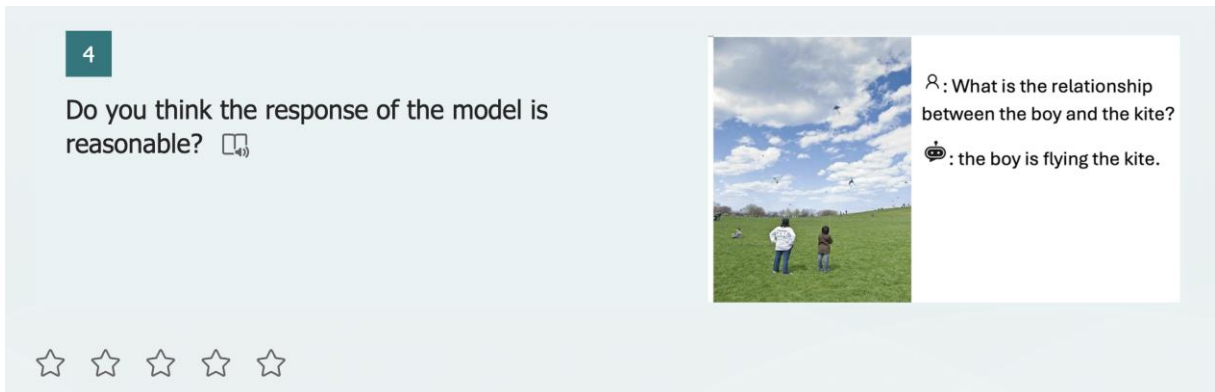 4
Do you think the response of the model is
reasonable?
: What is the relationship
between the boy and the kite?
: the boy is flying the kite.